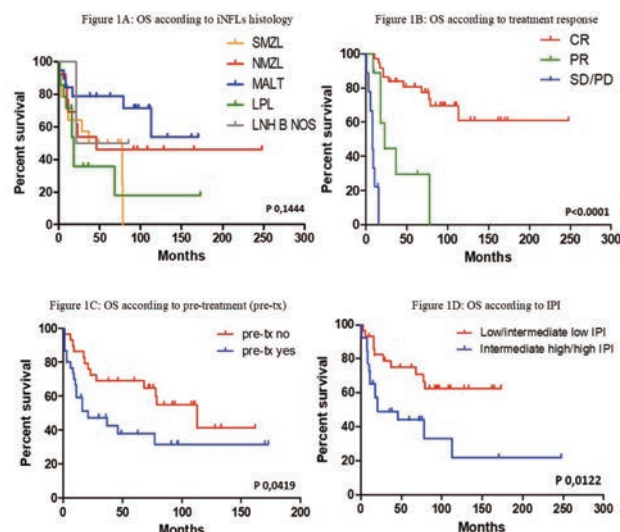 Figure 1A: OS according to iNFLs histology
SMZL
NMZL
MALT
LPL
LNH B NOS
Percent survival
100
80
60
40
20
0
50
100
150
200
250
300
Months
P 0,1444
Figure 1B: OS according to treatment response
CR
PR
SD/PD
Percent survival
100
80
60
40
20
0
0
50
100
150
200
250
300
Months
P<0.0001
Figure 1C: OS according to pre-treatment (pre-tx)
pre-tx no
pre-tx yes
Percent survival
100
80
60
40
20
0
0
50
100
150
200
Months
P 0,0419
Figure 1D: OS according to IPI
Low/intermediate low IPI
Intermediate high/high IPI
Percent survival
100
80
60
40
20
0
0
50
100
150
200
250
300
Months
P 0,0122